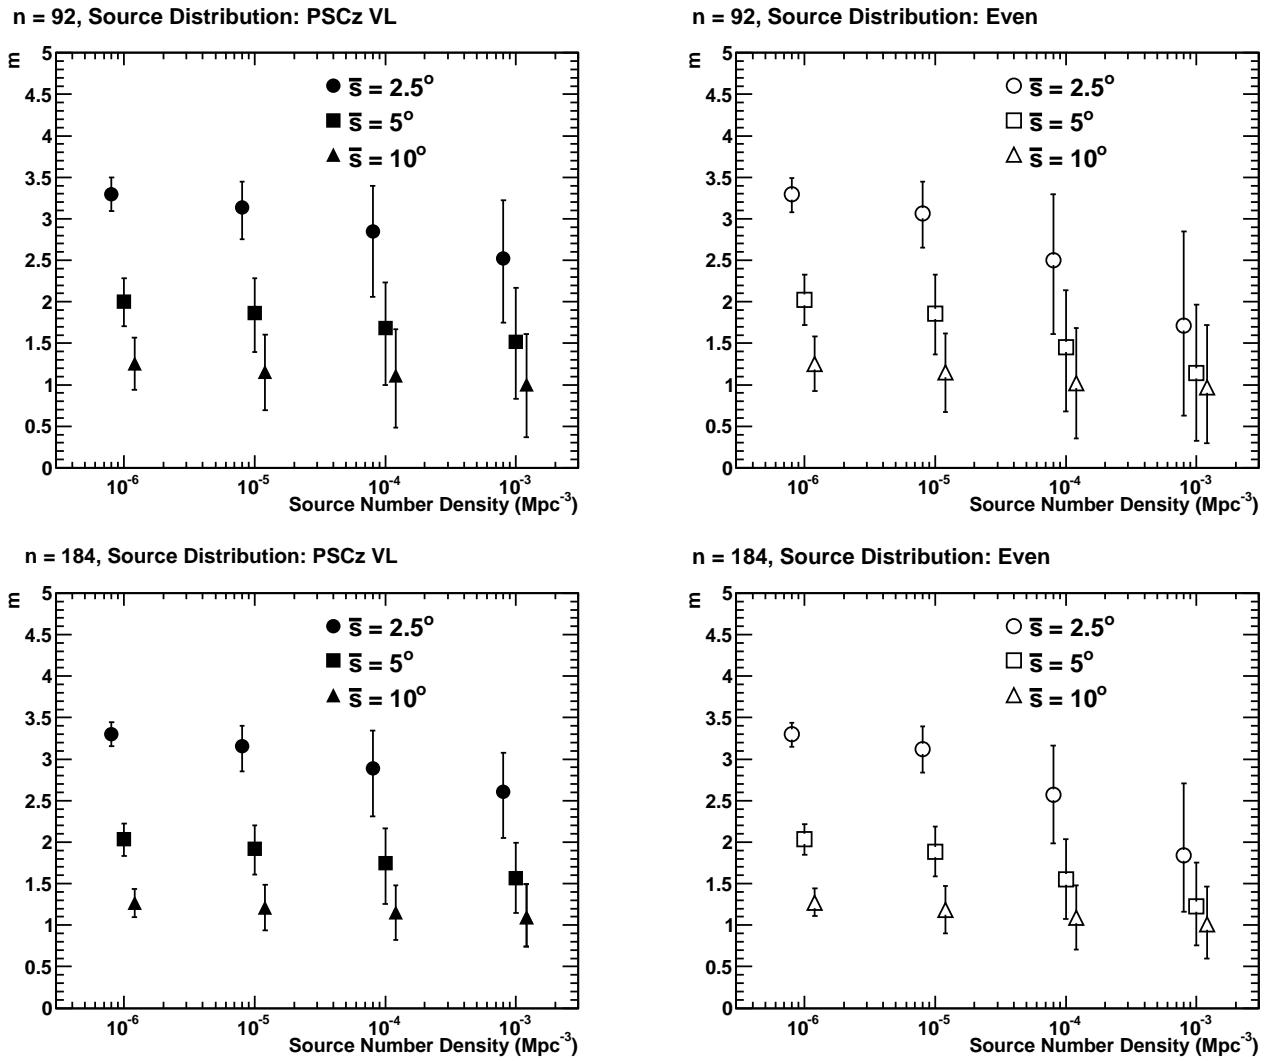 n = 92, Source Distribution: PSCz VL
m
5
4.5
4
3.5
3
2.5
2
1.5
1
0.5
0
s̄ = 2.5°
s̄ = 5°
s̄ = 10°
10⁻⁶
10⁻⁵
10⁻⁴
10⁻³
Source Number Density (Mpc⁻³)
n = 92, Source Distribution: Even
m
5
4.5
4
3.5
3
2.5
2
1.5
1
0.5
0
s̄ = 2.5°
s̄ = 5°
s̄ = 10°
10⁻⁶
10⁻⁵
10⁻⁴
10⁻³
Source Number Density (Mpc⁻³)
n = 184, Source Distribution: PSCz VL
m
5
4.5
4
3.5
3
2.5
2
1.5
1
0.5
0
s̄ = 2.5°
s̄ = 5°
s̄ = 10°
10⁻⁶
10⁻⁵
10⁻⁴
10⁻³
Source Number Density (Mpc⁻³)
n = 184, Source Distribution: Even
m
5
4.5
4
3.5
3
2.5
2
1.5
1
0.5
0
s̄ = 2.5°
s̄ = 5°
s̄ = 10°
10⁻⁶
10⁻⁵
10⁻⁴
10⁻³
Source Number Density (Mpc⁻³)